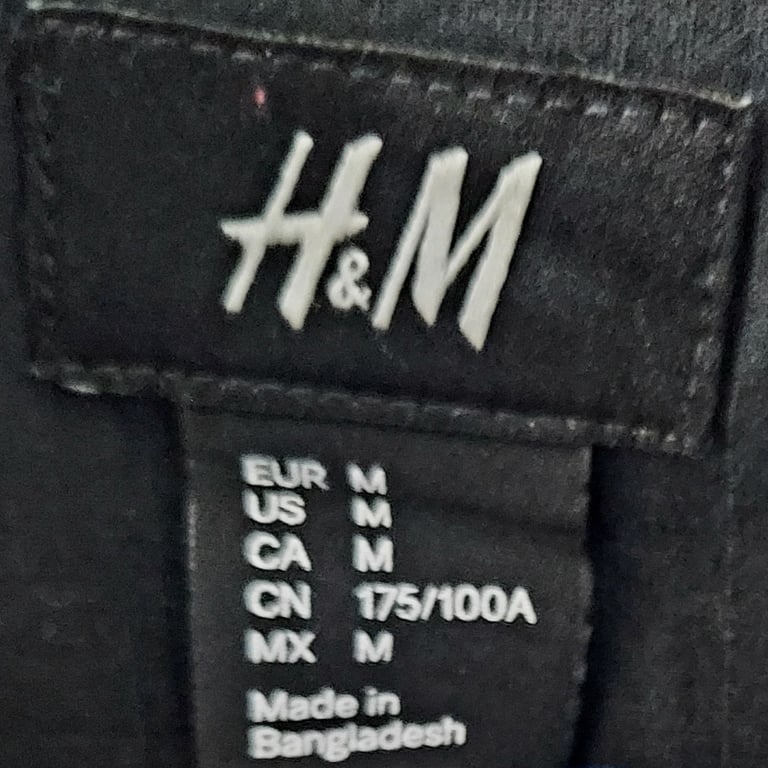 H&M
EUR M
US M
CA M
CN 175/100A
MX M
Made in
Bangladesh